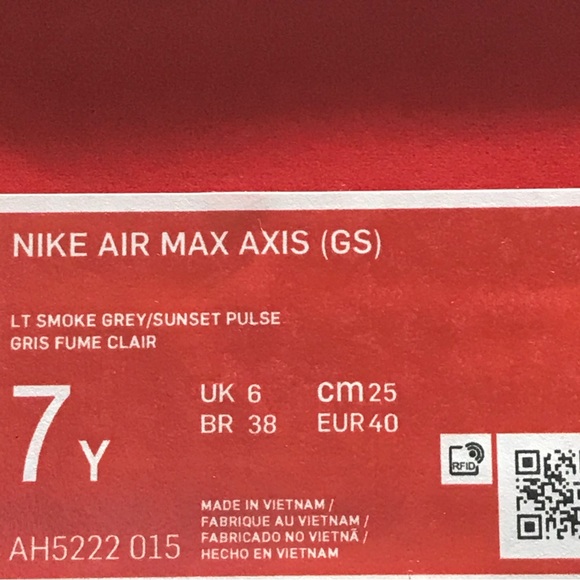 NIKE AIR MAX AXIS (GS)
LT SMOKE GREY/SUNSET PULSE
GRIS FUME CLAIR
7 Y
UK 6 cm 25
BR 38 EUR 40
RFID
MADE IN VIETNAM /
FABRIQUE AU VIETNAM /
FABRICADO NO VIETNÃ /
HECHO EN VIETNAM
AH5222 015